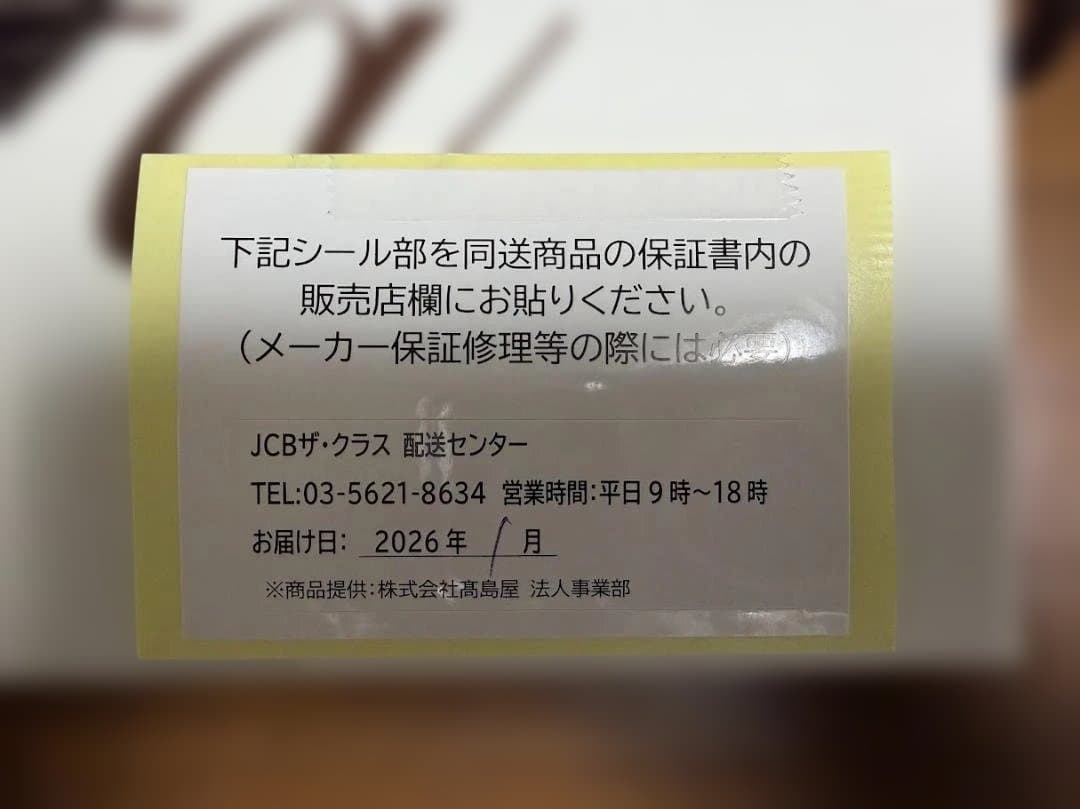 下記シール部を同送商品の保証書内の
販売店欄にお貼りください。
（メーカー保証修理等の際には必要）
JCBザ・クラス 配送センター
TEL:03-5621-8634 営業時間:平日9時～18時
お届け日: 2026年 1月
※商品提供:株式会社髙島屋 法人事業部